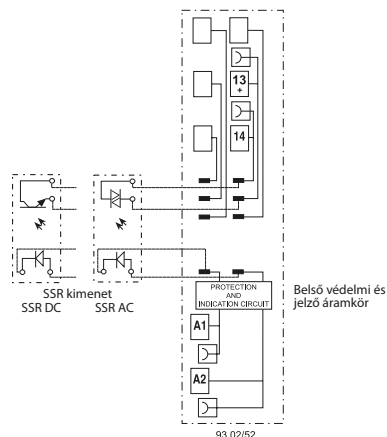 13
+
14
SSR kimenet
SSR DC
SSR AC
PROTECTION
AND
INDICATION CIRCUIT
Belső védelmi és
jelző áramkör
A1
A2
93.02/52